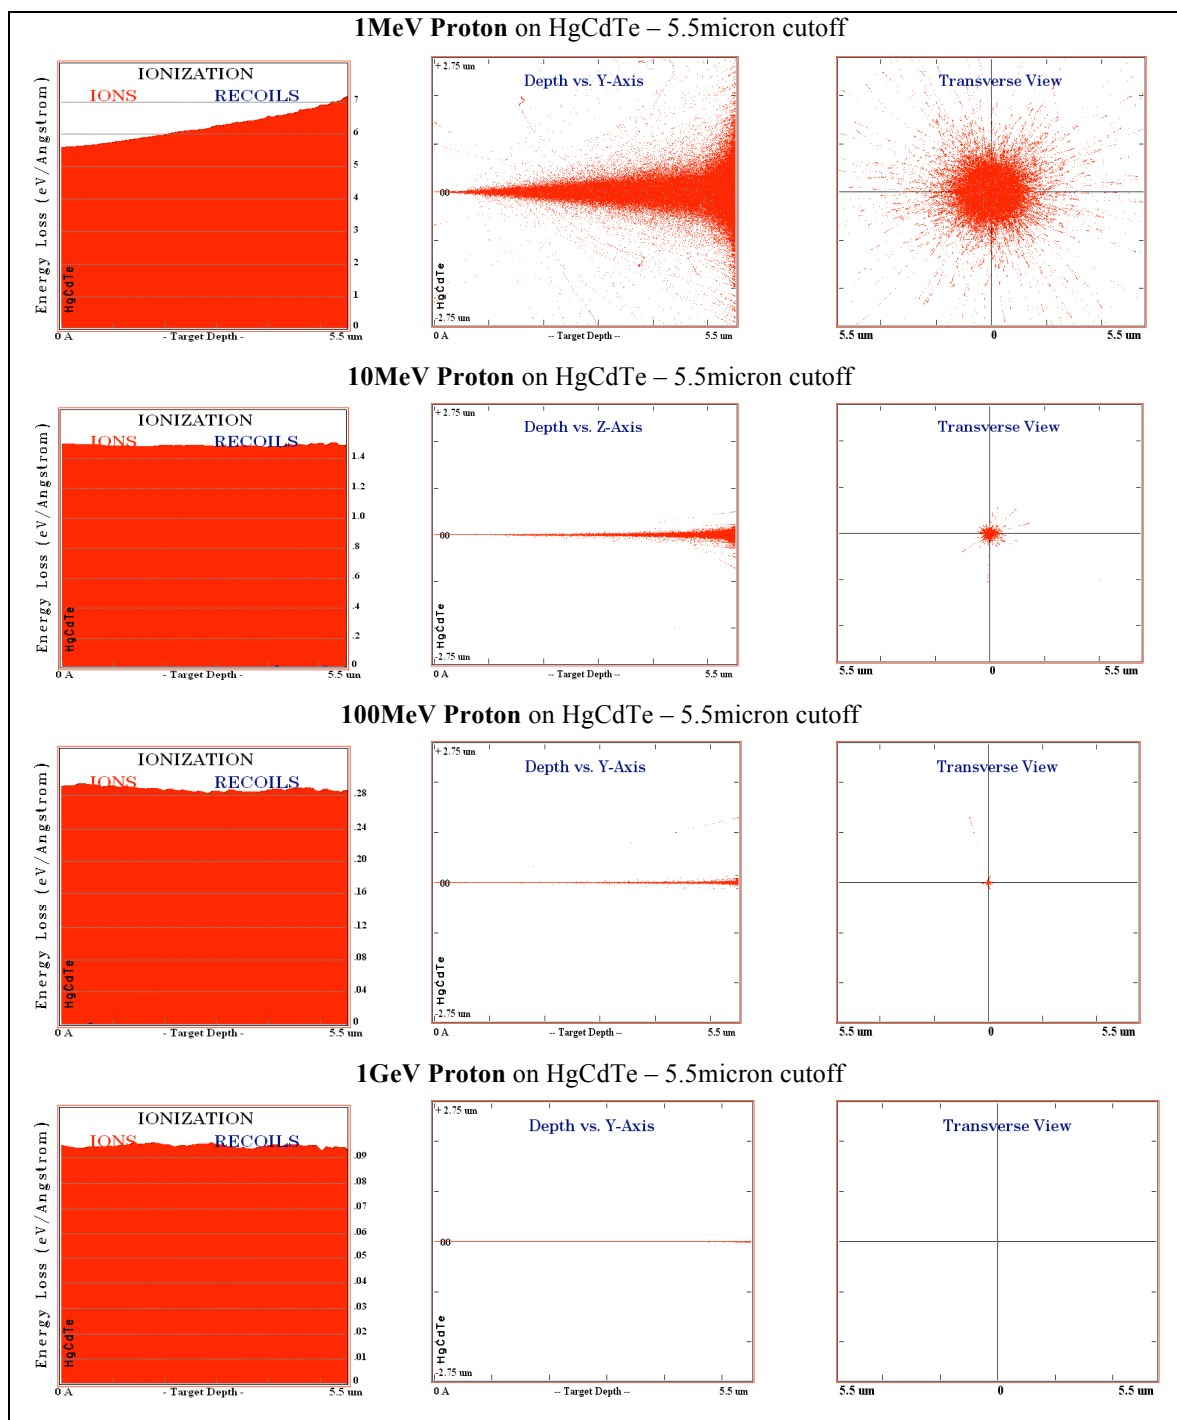 1MeV Proton on HgCdTe – 5.5micron cutoff
IONIZATION
IONS RECOILS
Energy Loss (eV/Angstrom)
HgCdTe
7
6
5
4
3
2
1
0
0 A - Target Depth - 5.5 um
+2.75 um
Depth vs. Y-Axis
00
HgCdTe
-2.75 um
0 A -- Target Depth -- 5.5 um
Transverse View
5.5 um 0 5.5 um
10MeV Proton on HgCdTe – 5.5micron cutoff
IONIZATION
IONS RECOILS
Energy Loss (eV/Angstrom)
HgCdTe
1.4
1.2
1.0
.8
.6
.4
.2
0
0 A - Target Depth - 5.5 um
+2.75 um
Depth vs. Z-Axis
00
HgCdTe
-2.75 um
0 A -- Target Depth -- 5.5 um
Transverse View
5.5 um 0 5.5 um
100MeV Proton on HgCdTe – 5.5micron cutoff
IONIZATION
IONS RECOILS
Energy Loss (eV/Angstrom)
HgCdTe
.28
.24
.20
.16
.12
.08
.04
0
0 A - Target Depth - 5.5 um
+2.75 um
Depth vs. Y-Axis
00
HgCdTe
-2.75 um
0 A -- Target Depth -- 5.5 um
Transverse View
5.5 um 0 5.5 um
1GeV Proton on HgCdTe – 5.5micron cutoff
IONIZATION
IONS RECOILS
Energy Loss (eV/Angstrom)
HgCdTe
.09
.08
.07
.06
.05
.04
.03
.02
.01
0
0 A - Target Depth - 5.5 um
+2.75 um
Depth vs. Y-Axis
00
HgCdTe
-2.75 um
0 A -- Target Depth -- 5.5 um
Transverse View
5.5 um 0 5.5 um